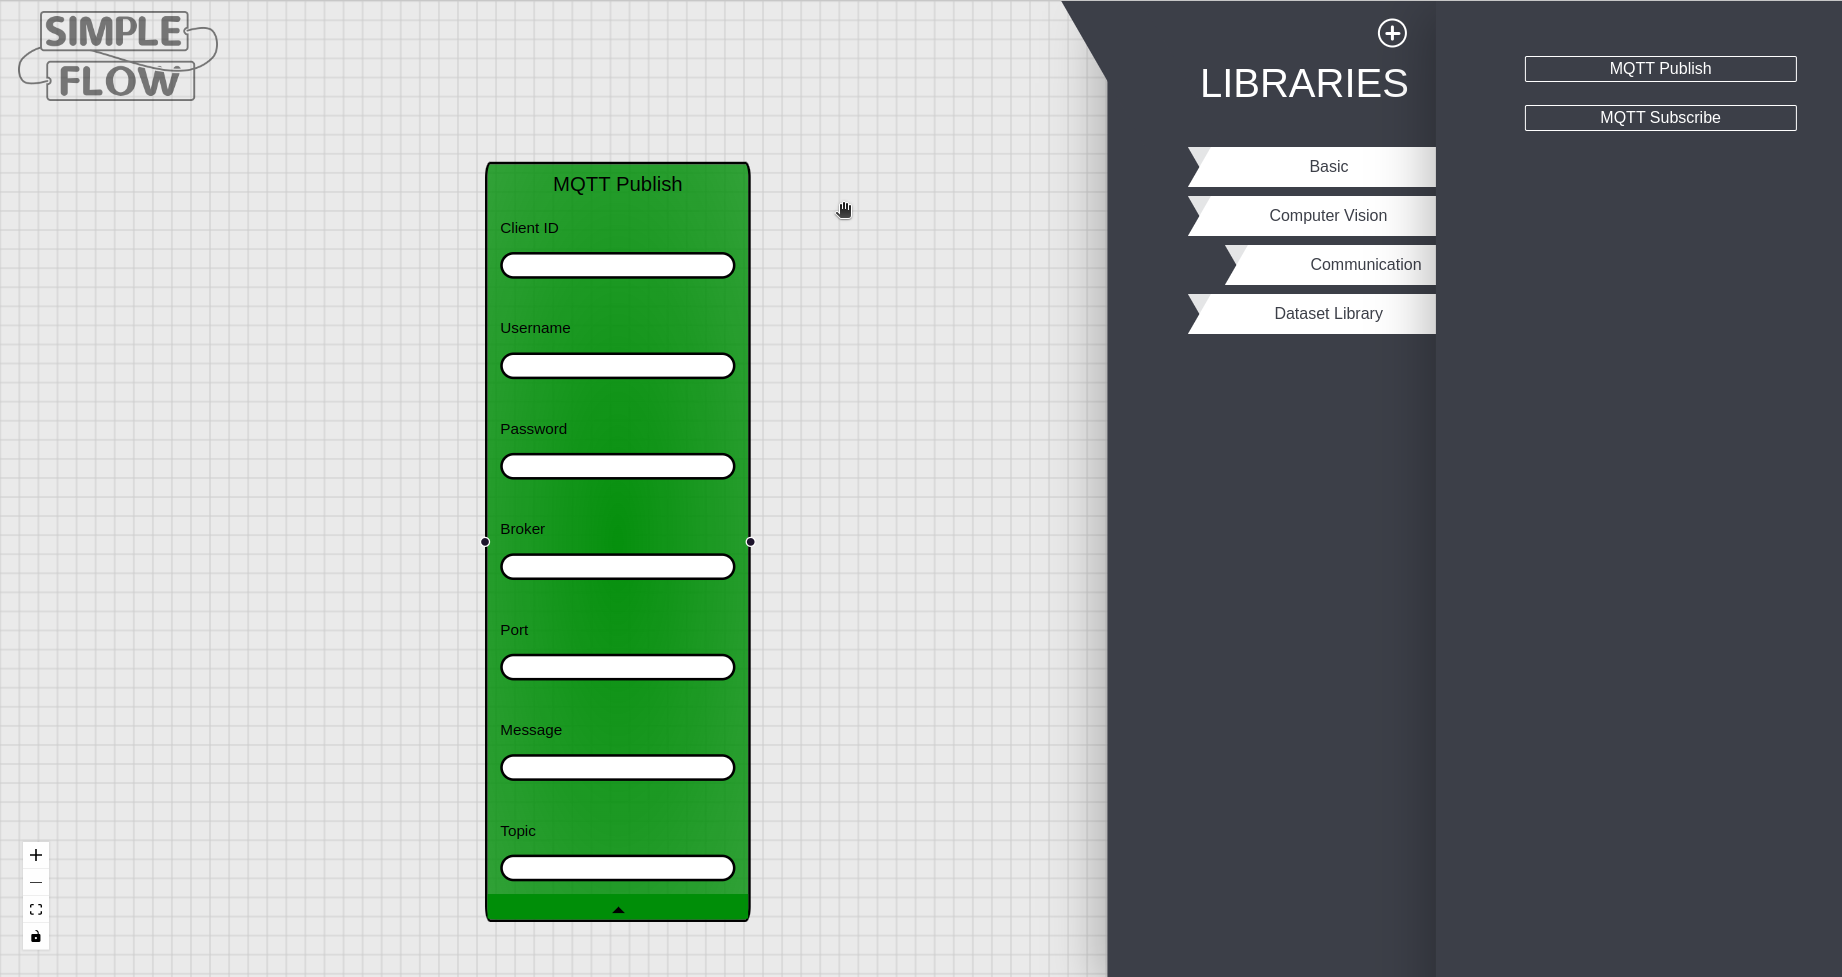 SIMPLE
FLOW
MQTT Publish
Client ID
Username
Password
Broker
Port
Message
Topic
LIBRARIES
Basic
Computer Vision
Communication
Dataset Library
MQTT Publish
MQTT Subscribe